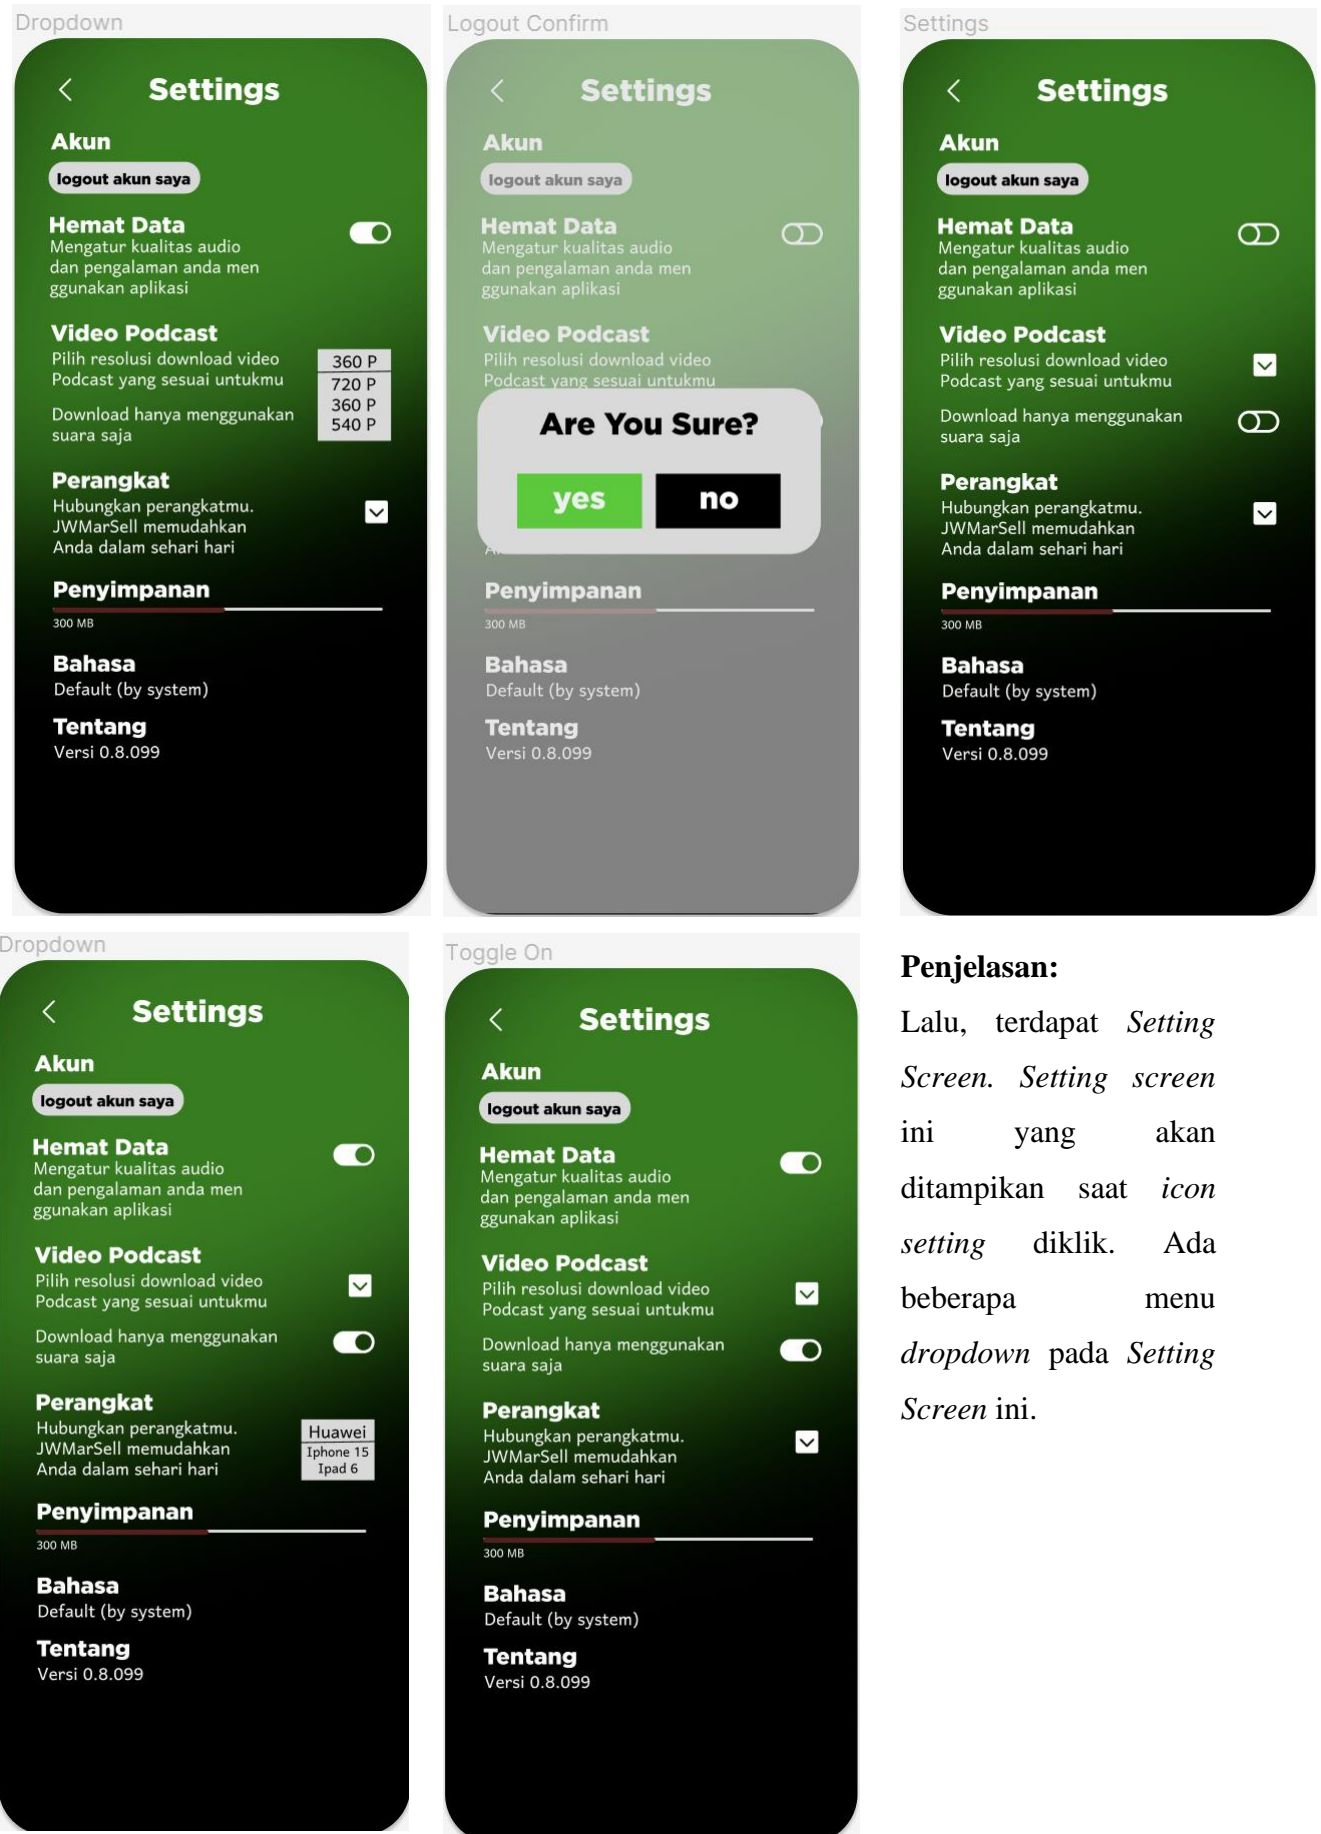 Dropdown
Settings
Akun
logout akun saya
Hemat Data
Mengatur kualitas audio
dan pengalaman anda men
ggunakan aplikasi
Video Podcast
Pilih resolusi download video
Podcast yang sesuai untukmu
360 P
720 P
360 P
540 P
Download hanya menggunakan
suara saja
Perangkat
Hubungkan perangkatmu.
JWMarSell memudahkan
Anda dalam sehari hari
Penyimpanan
300 MB
Bahasa
Default (by system)
Tentang
Versi 0.8.099
Logout Confirm
Settings
Akun
logout akun saya
Hemat Data
Mengatur kualitas audio
dan pengalaman anda men
ggunakan aplikasi
Video Podcast
Pilih resolusi download video
Podcast yang sesuai untukmu
Are You Sure?
yes no
Penyimpanan
300 MB
Bahasa
Default (by system)
Tentang
Versi 0.8.099
Settings
Settings
Akun
logout akun saya
Hemat Data
Mengatur kualitas audio
dan pengalaman anda men
ggunakan aplikasi
Video Podcast
Pilih resolusi download video
Podcast yang sesuai untukmu
Download hanya menggunakan
suara saja
Perangkat
Hubungkan perangkatmu.
JWMarSell memudahkan
Anda dalam sehari hari
Penyimpanan
300 MB
Bahasa
Default (by system)
Tentang
Versi 0.8.099
Dropdown
Settings
Akun
logout akun saya
Hemat Data
Mengatur kualitas audio
dan pengalaman anda men
ggunakan aplikasi
Video Podcast
Pilih resolusi download video
Podcast yang sesuai untukmu
Download hanya menggunakan
suara saja
Perangkat
Hubungkan perangkatmu.
JWMarSell memudahkan
Anda dalam sehari hari
Huawei
Iphone 15
Ipad 6
Penyimpanan
300 MB
Bahasa
Default (by system)
Tentang
Versi 0.8.099
Toggle On
Settings
Akun
logout akun saya
Hemat Data
Mengatur kualitas audio
dan pengalaman anda men
ggunakan aplikasi
Video Podcast
Pilih resolusi download video
Podcast yang sesuai untukmu
Download hanya menggunakan
suara saja
Perangkat
Hubungkan perangkatmu.
JWMarSell memudahkan
Anda dalam sehari hari
Penyimpanan
300 MB
Bahasa
Default (by system)
Tentang
Versi 0.8.099
Penjelasan:
Lalu, terdapat Setting
Screen. Setting screen
ini yang akan
ditampikan saat icon
setting diklik. Ada
beberapa menu
dropdown pada Setting
Screen ini.